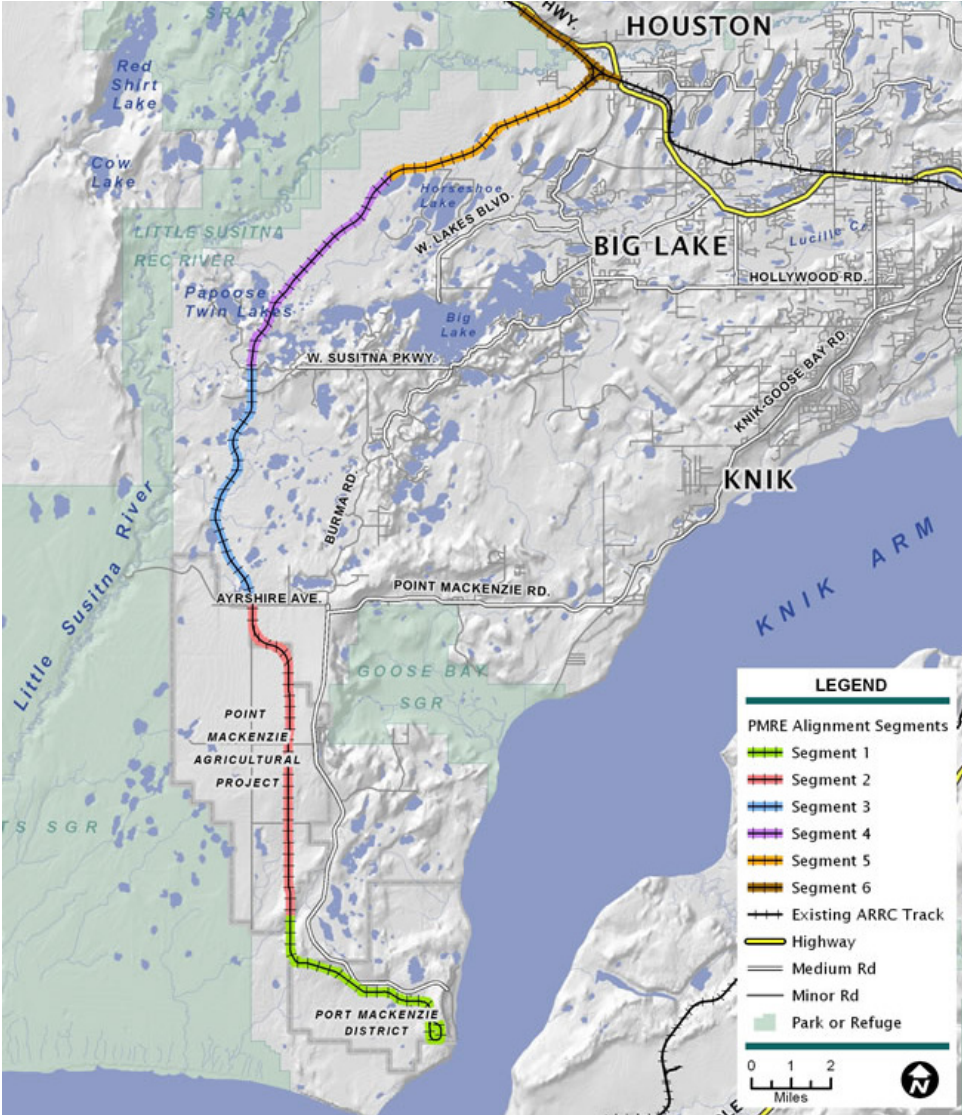 SRA
HWY.
HOUSTON
Red
Shirt
Lake
Cow
Lake
Horseshoe
Lake
W. LAKES BLVD.
LITTLE SUSITNA
REC RIVER
BIG LAKE
Lucille Cr.
HOLLYWOOD RD.
Papoose
Twin Lakes
Big
Lake
W. SUSITNA PKWY.
KNIK-GOOSE BAY RD.
KNIK
BURMA RD.
Little Susitna River
KNIK ARM
AYRSHIRE AVE.
POINT MACKENZIE RD.
GOOSE BAY
SGR
POINT
MACKENZIE
AGRICULTURAL
PROJECT
TS SGR
PORT MACKENZIE
DISTRICT
LEGEND
PMRE Alignment Segments
Segment 1
Segment 2
Segment 3
Segment 4
Segment 5
Segment 6
Existing ARRC Track
Highway
Medium Rd
Minor Rd
Park or Refuge
0 1 2
Miles
N